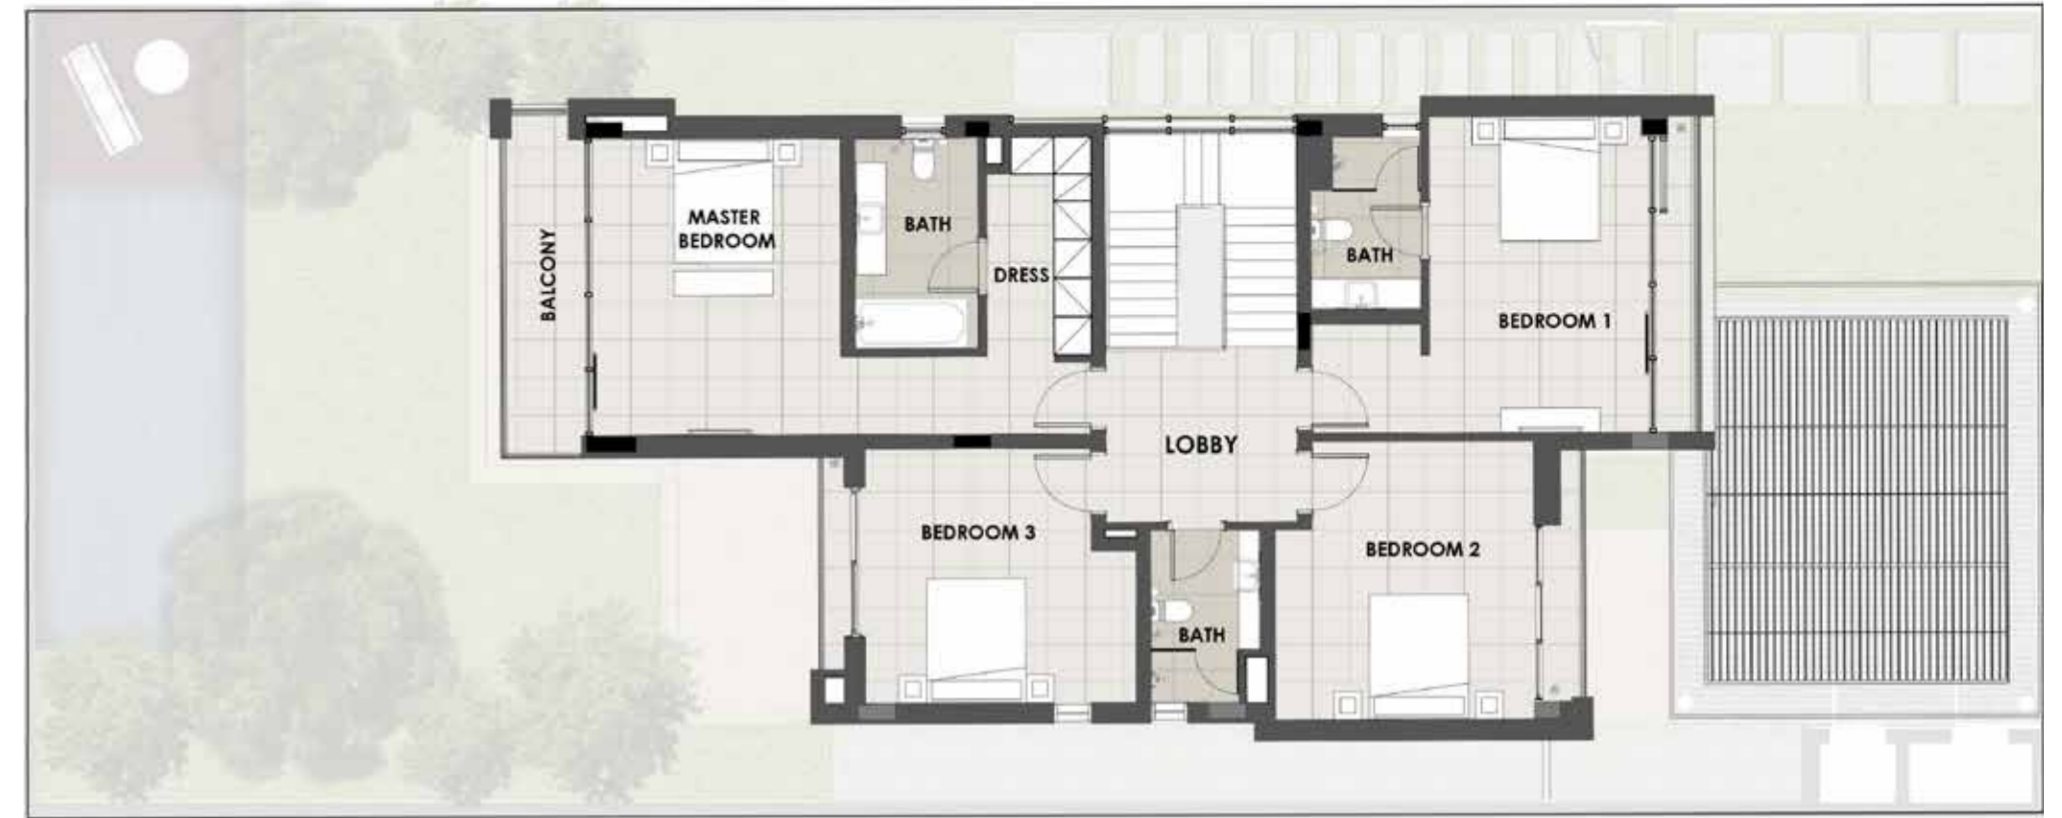 MASTER
BEDROOM
BALCONY
BATH
DRESS
BATH
BEDROOM 1
LOBBY
BEDROOM 3
BEDROOM 2
BATH